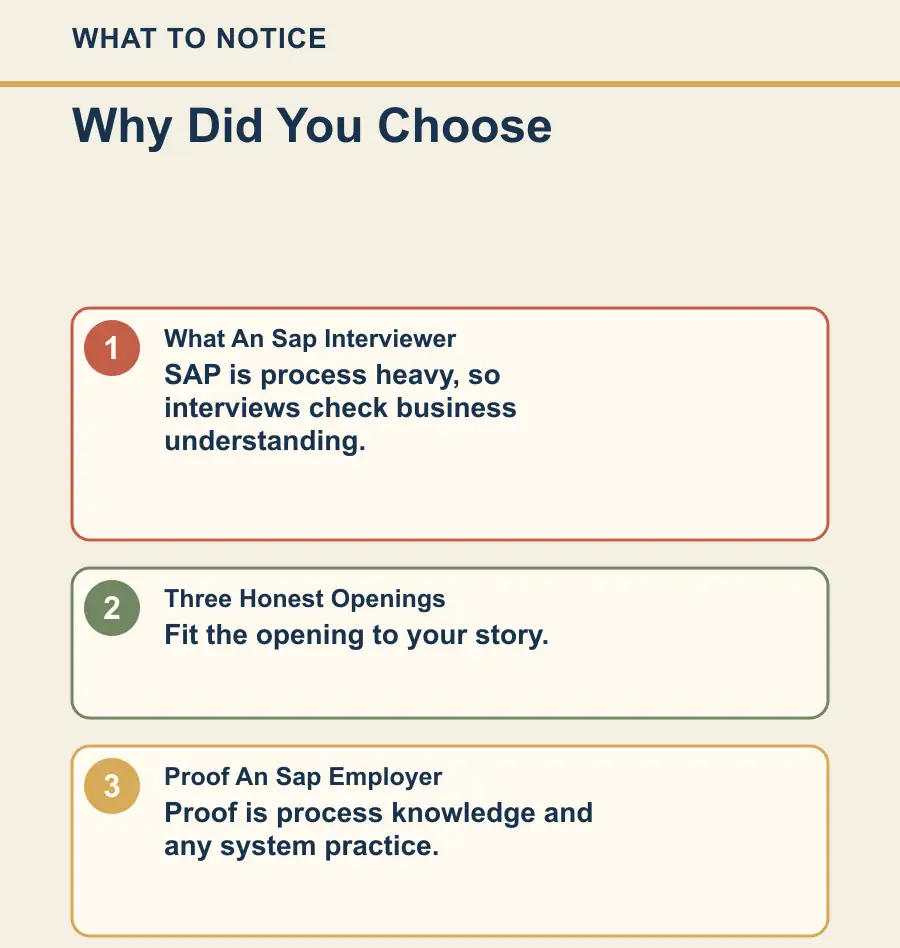 WHAT TO NOTICE
Why Did You Choose
1
What An Sap Interviewer
SAP is process heavy, so
interviews check business
understanding.
2
Three Honest Openings
Fit the opening to your story.
3
Proof An Sap Employer
Proof is process knowledge and
any system practice.